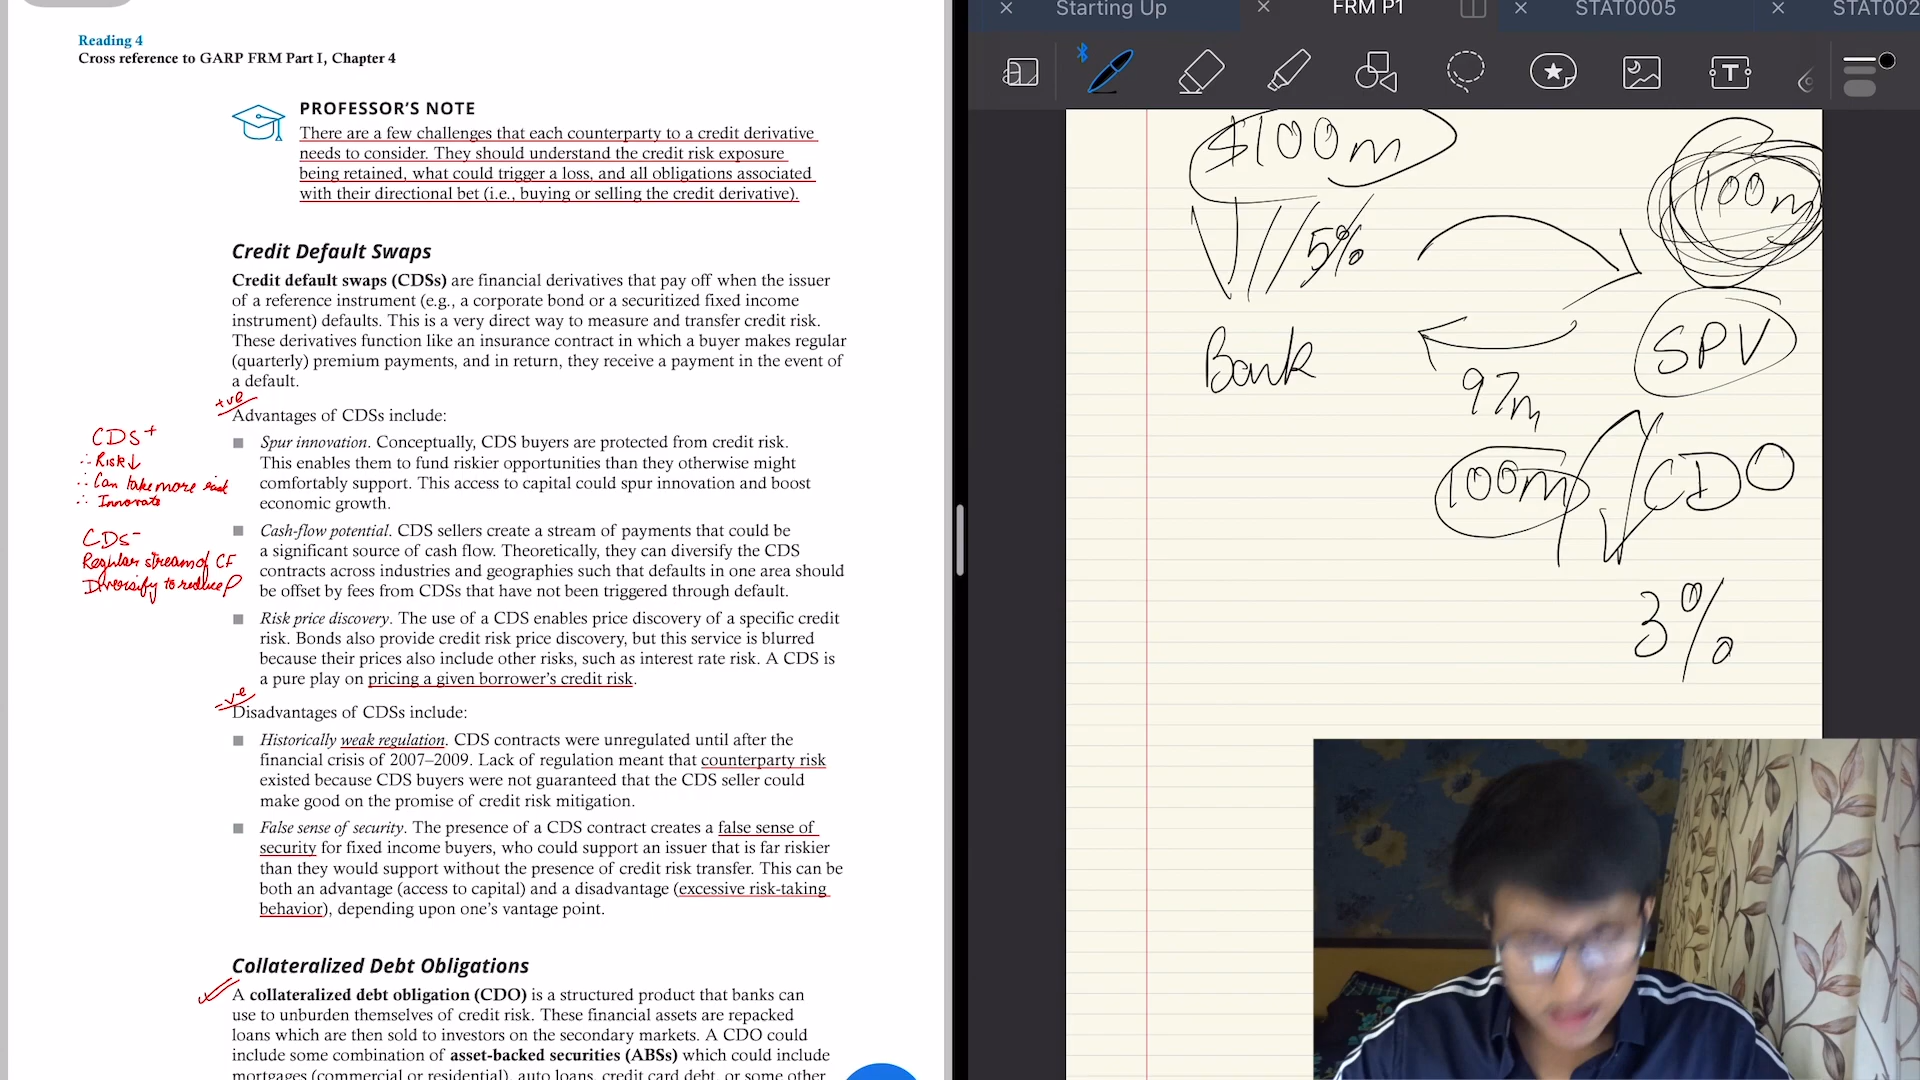 Reading 4
Cross reference to GARP FRM Part I, Chapter 4
PROFESSOR'S NOTE
There are a few challenges that each counterparty to a credit derivative
needs to consider. They should understand the credit risk exposure
being retained, what could trigger a loss, and all obligations associated
with their directional bet (i.e., buying or selling the credit derivative).
Credit Default Swaps
Credit default swaps (CDSs) are financial derivatives that pay off when the issuer
of a reference instrument (e.g., a corporate bond or a securitized fixed income
instrument) defaults. This is a very direct way to measure and transfer credit risk.
These derivatives function like an insurance contract in which a buyer makes regular
(quarterly) premium payments, and in return, they receive a payment in the event of
a default.
+ve
Advantages of CDSs include:
CDS+
∴ Risk↓
∴ Can take more risk
∴ Innovate
■ Spur innovation. Conceptually, CDS buyers are protected from credit risk.
This enables them to fund riskier opportunities than they otherwise might
comfortably support. This access to capital could spur innovation and boost
economic growth.
CDS-
Regular stream of CF
Diversify to reduce ρ
■ Cash-flow potential. CDS sellers create a stream of payments that could be
a significant source of cash flow. Theoretically, they can diversify the CDS
contracts across industries and geographies such that defaults in one area should
be offset by fees from CDSs that have not been triggered through default.
■ Risk price discovery. The use of a CDS enables price discovery of a specific credit
risk. Bonds also provide credit risk price discovery, but this service is blurred
because their prices also include other risks, such as interest rate risk. A CDS is
a pure play on pricing a given borrower's credit risk.
-ve
Disadvantages of CDSs include:
■ Historically weak regulation. CDS contracts were unregulated until after the
financial crisis of 2007–2009. Lack of regulation meant that counterparty risk
existed because CDS buyers were not guaranteed that the CDS seller could
make good on the promise of credit risk mitigation.
■ False sense of security. The presence of a CDS contract creates a false sense of
security for fixed income buyers, who could support an issuer that is far riskier
than they would support without the presence of credit risk transfer. This can be
both an advantage (access to capital) and a disadvantage (excessive risk-taking
behavior), depending upon one's vantage point.
Collateralized Debt Obligations
A collateralized debt obligation (CDO) is a structured product that banks can
use to unburden themselves of credit risk. These financial assets are repacked
loans which are then sold to investors on the secondary markets. A CDO could
include some combination of asset-backed securities (ABSs) which could include
mortgages (commercial or residential), auto loans, credit card debt, or some other
Starting Up
FRM P1
STAT0005
STAT002
T
$100m
100m
5%
SPV
Bank
97m
100m
CDO
3%